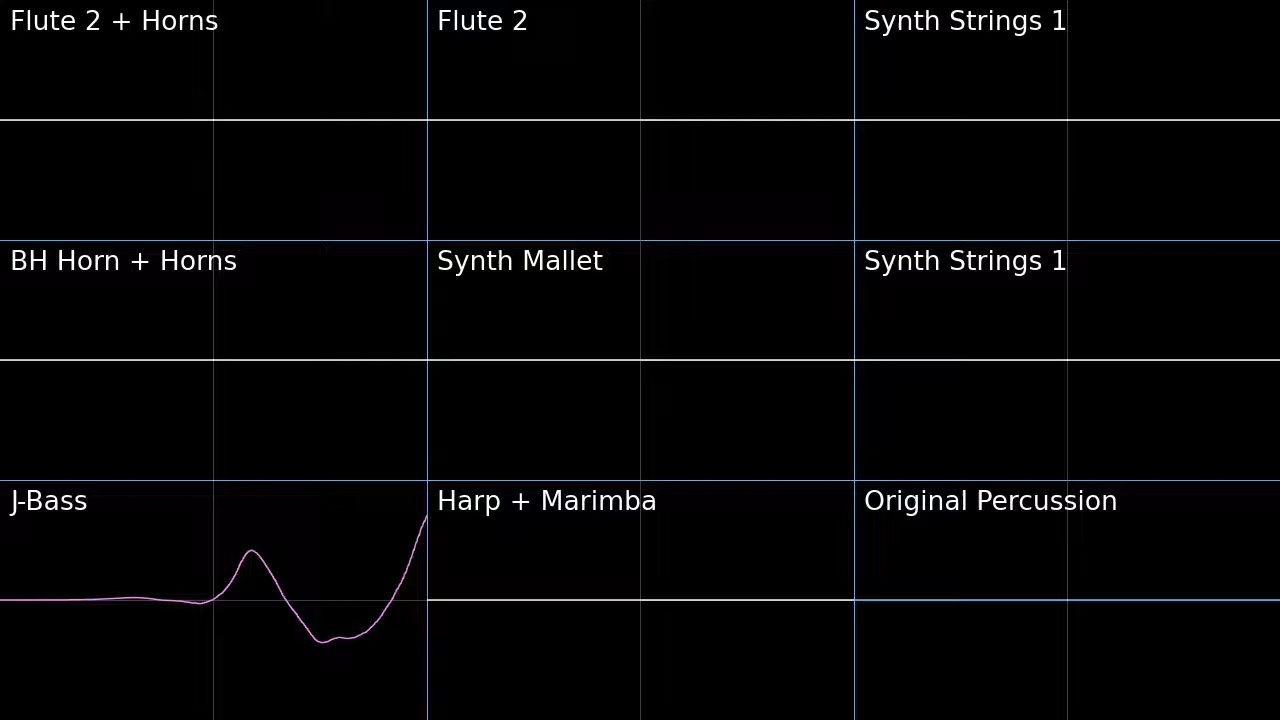 Flute 2 + Horns
Flute 2
Synth Strings 1
BH Horn + Horns
Synth Mallet
Synth Strings 1
J-Bass
Harp + Marimba
Original Percussion